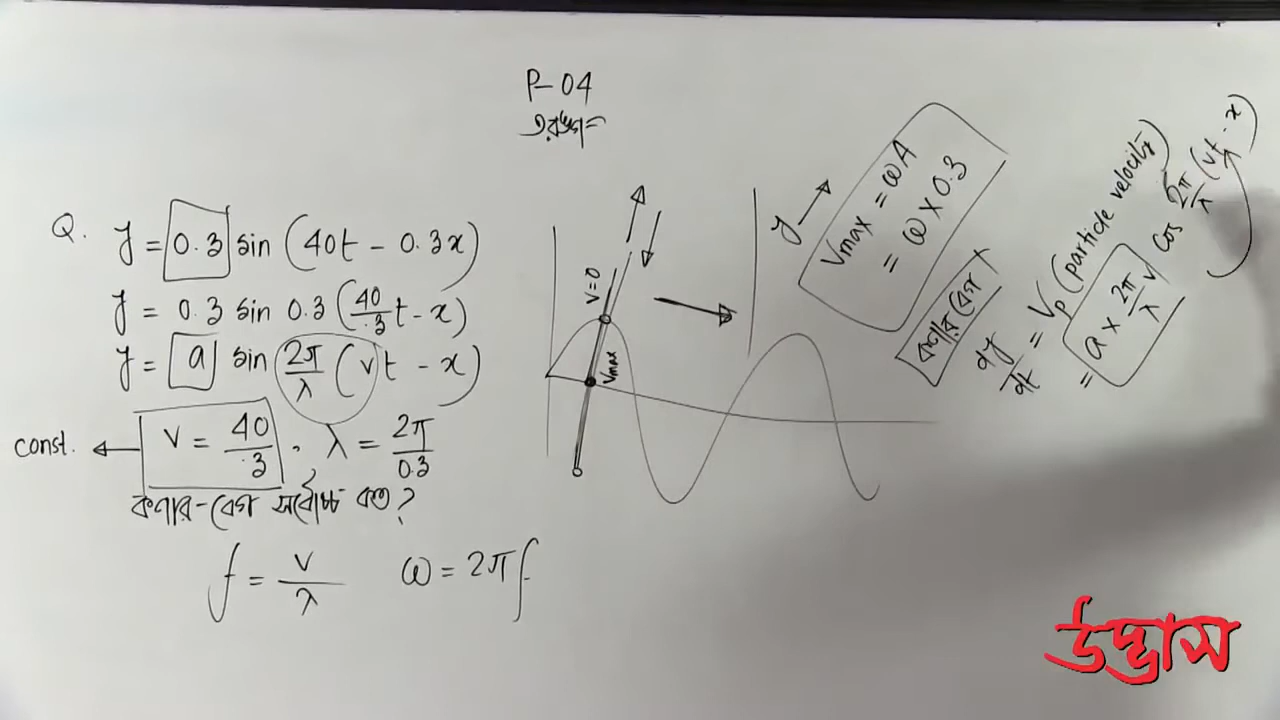 P-04
তরঙ্গ
Q. y = 0.3 sin (40t - 0.3x)
y = 0.3 sin 0.3 (40/.3 t - x)
y = a sin 2π/λ (vt - x)
const. ← v = 40/.3 , λ = 2π/0.3
কণার বেগ সর্বোচ্চ কত?
f = v/λ ω = 2πf
v=0
Vmax
y →
Vmax = ωA
= ω × 0.3
কণার বেগ
dy/dt = Vp (particle velocity)
= a × 2π/λ v cos 2π/λ (vt - x)
উদ্ভাস